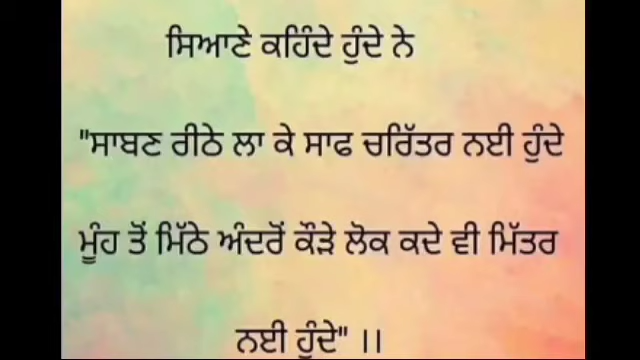 ਸਿਆਣੇ ਕਹਿੰਦੇ ਹੁੰਦੇ ਨੇ
"ਸਾਬਣ ਰੀਠੇ ਲਾ ਕੇ ਸਾਫ ਚਰਿੱਤਰ ਨਈ ਹੁੰਦੇ
ਮੂੰਹ ਤੋਂ ਮਿੱਠੇ ਅੰਦਰੋਂ ਕੌੜੇ ਲੋਕ ਕਦੇ ਵੀ ਮਿੱਤਰ
ਨਈ ਹੁੰਦੇ" ।।